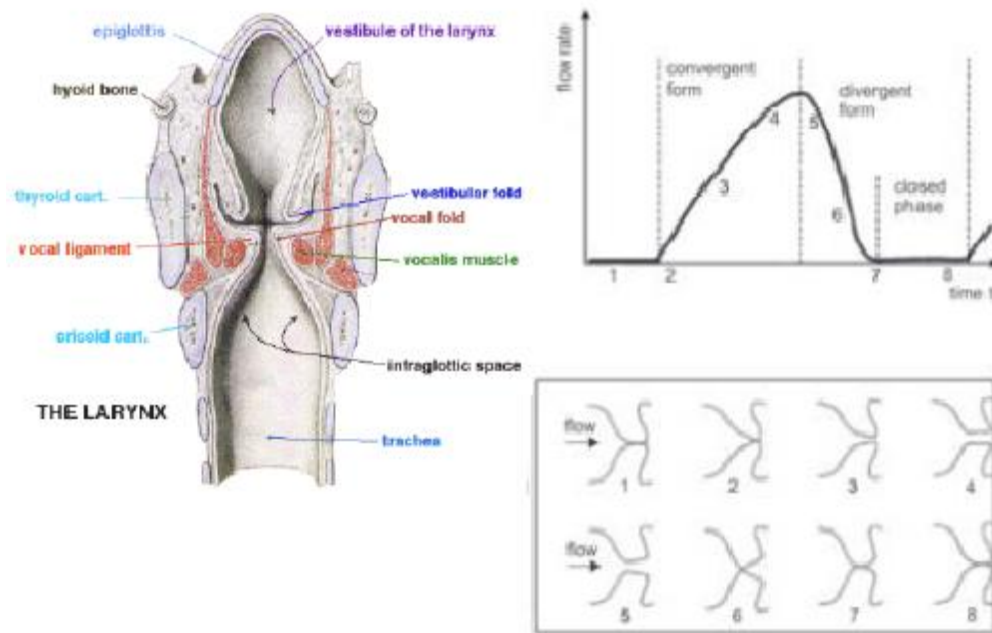 epiglottis
vestibule of the larynx
hyoid bone
thyroid cart.
vestibular fold
vocal fold
vocal ligament
vocalis muscle
cricoid cart.
intraglottic space
THE LARYNX
trachea
flow rate
convergent
form
divergent
form
closed
phase
3
4
5
6
1
2
7
8
time t
flow
1
2
3
4
flow
5
6
7
8